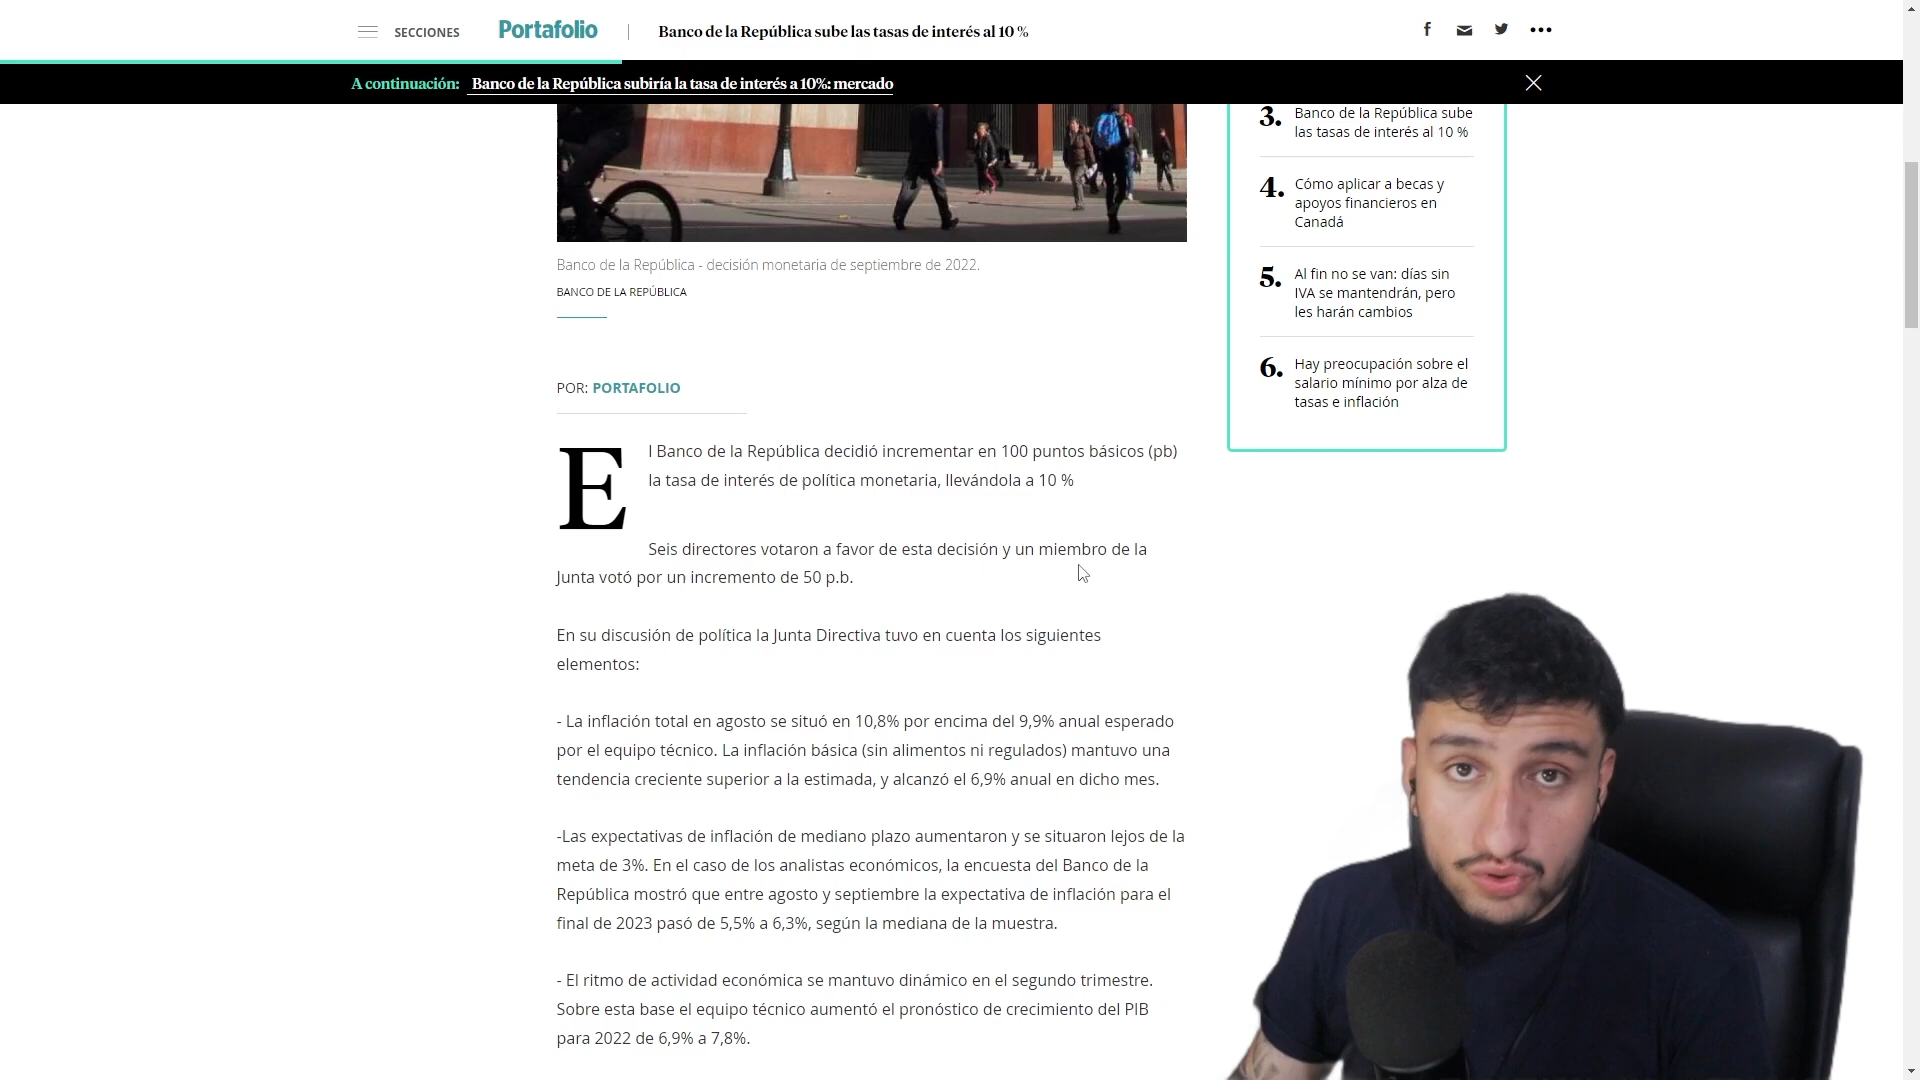 SECCIONES
Portafolio
Banco de la República sube las tasas de interés al 10 %
A continuación: Banco de la República subiría la tasa de interés a 10%: mercado
Banco de la República - decisión monetaria de septiembre de 2022.
BANCO DE LA REPÚBLICA
POR: PORTAFOLIO
El Banco de la República decidió incrementar en 100 puntos básicos (pb)
la tasa de interés de política monetaria, llevándola a 10 %
Seis directores votaron a favor de esta decisión y un miembro de la
Junta votó por un incremento de 50 p.b.
En su discusión de política la Junta Directiva tuvo en cuenta los siguientes
elementos:
- La inflación total en agosto se situó en 10,8% por encima del 9,9% anual esperado
por el equipo técnico. La inflación básica (sin alimentos ni regulados) mantuvo una
tendencia creciente superior a la estimada, y alcanzó el 6,9% anual en dicho mes.
-Las expectativas de inflación de mediano plazo aumentaron y se situaron lejos de la
meta de 3%. En el caso de los analistas económicos, la encuesta del Banco de la
República mostró que entre agosto y septiembre la expectativa de inflación para el
final de 2023 pasó de 5,5% a 6,3%, según la mediana de la muestra.
- El ritmo de actividad económica se mantuvo dinámico en el segundo trimestre.
Sobre esta base el equipo técnico aumentó el pronóstico de crecimiento del PIB
para 2022 de 6,9% a 7,8%.
3. Banco de la República sube
las tasas de interés al 10 %
4. Cómo aplicar a becas y
apoyos financieros en
Canadá
5. Al fin no se van: días sin
IVA se mantendrán, pero
les harán cambios
6. Hay preocupación sobre el
salario mínimo por alza de
tasas e inflación